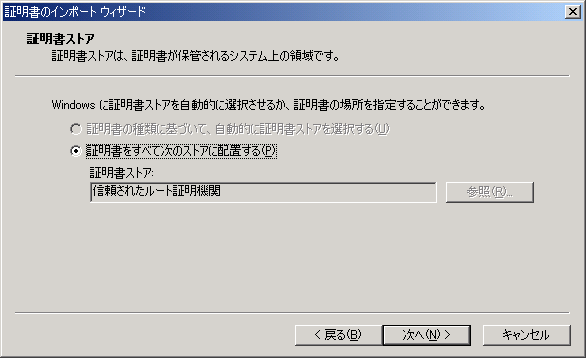 証明書のインポート ウィザード
証明書ストア
証明書ストアは、証明書が保管されるシステム上の領域です。
Windows に証明書ストアを自動的に選択させるか、証明書の場所を指定することができます。
証明書の種類に基づいて、自動的に証明書ストアを選択する(U)
証明書をすべて次のストアに配置する(P)
証明書ストア:
信頼されたルート証明機関
参照(R)...
< 戻る(B)
次へ(N) >
キャンセル